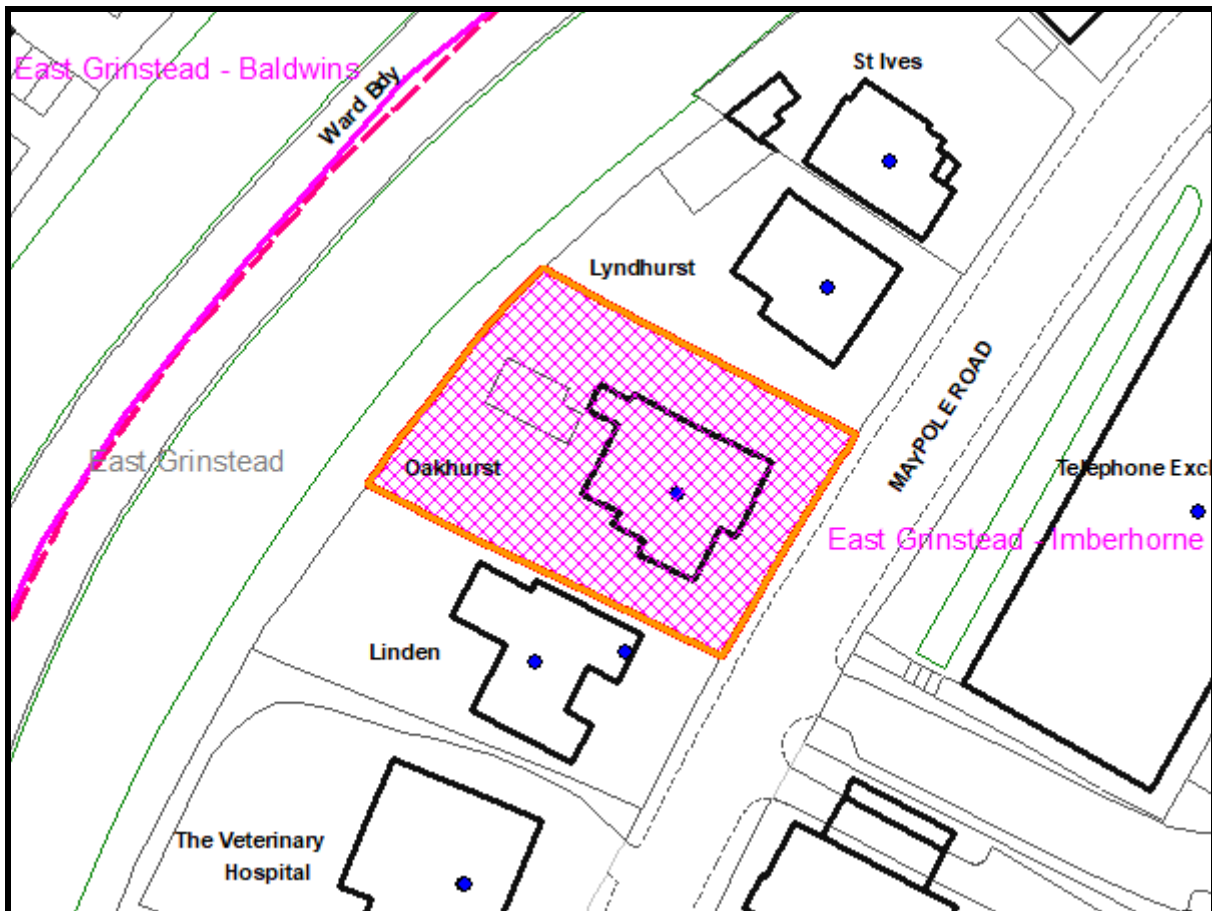 St Ives
East Grinstead - Baldwins
Ward Bdy
Lyndhurst
MAYPOLE ROAD
East Grinstead
Oakhurst
Telephone Excl
East Grinstead - Imberhorne
Linden
The Veterinary
Hospital